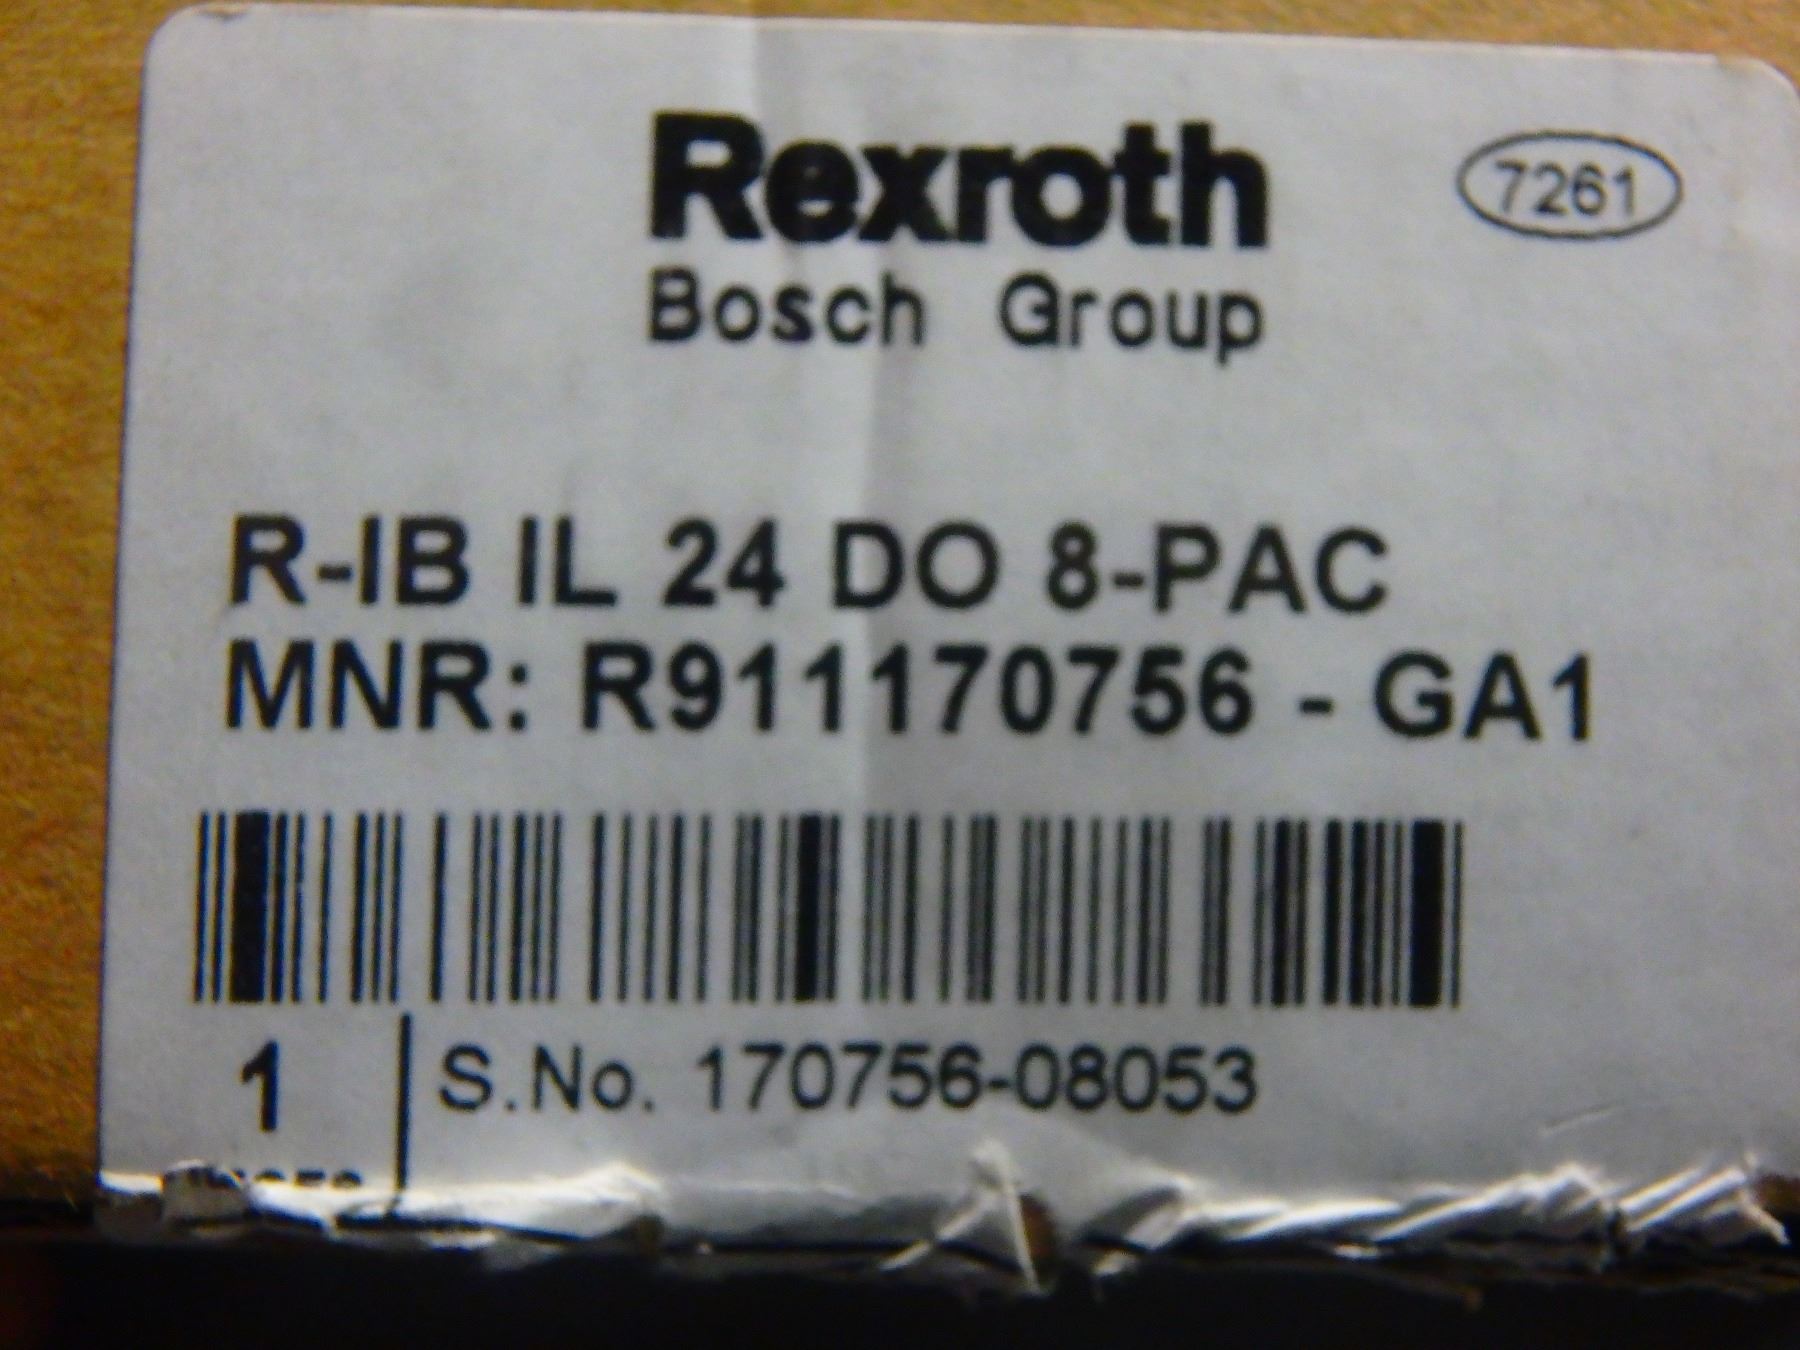 Rexroth
7261
Bosch Group
R-IB IL 24 DO 8-PAC
MNR: R911170756 - GA1
1
S.No. 170756-08053